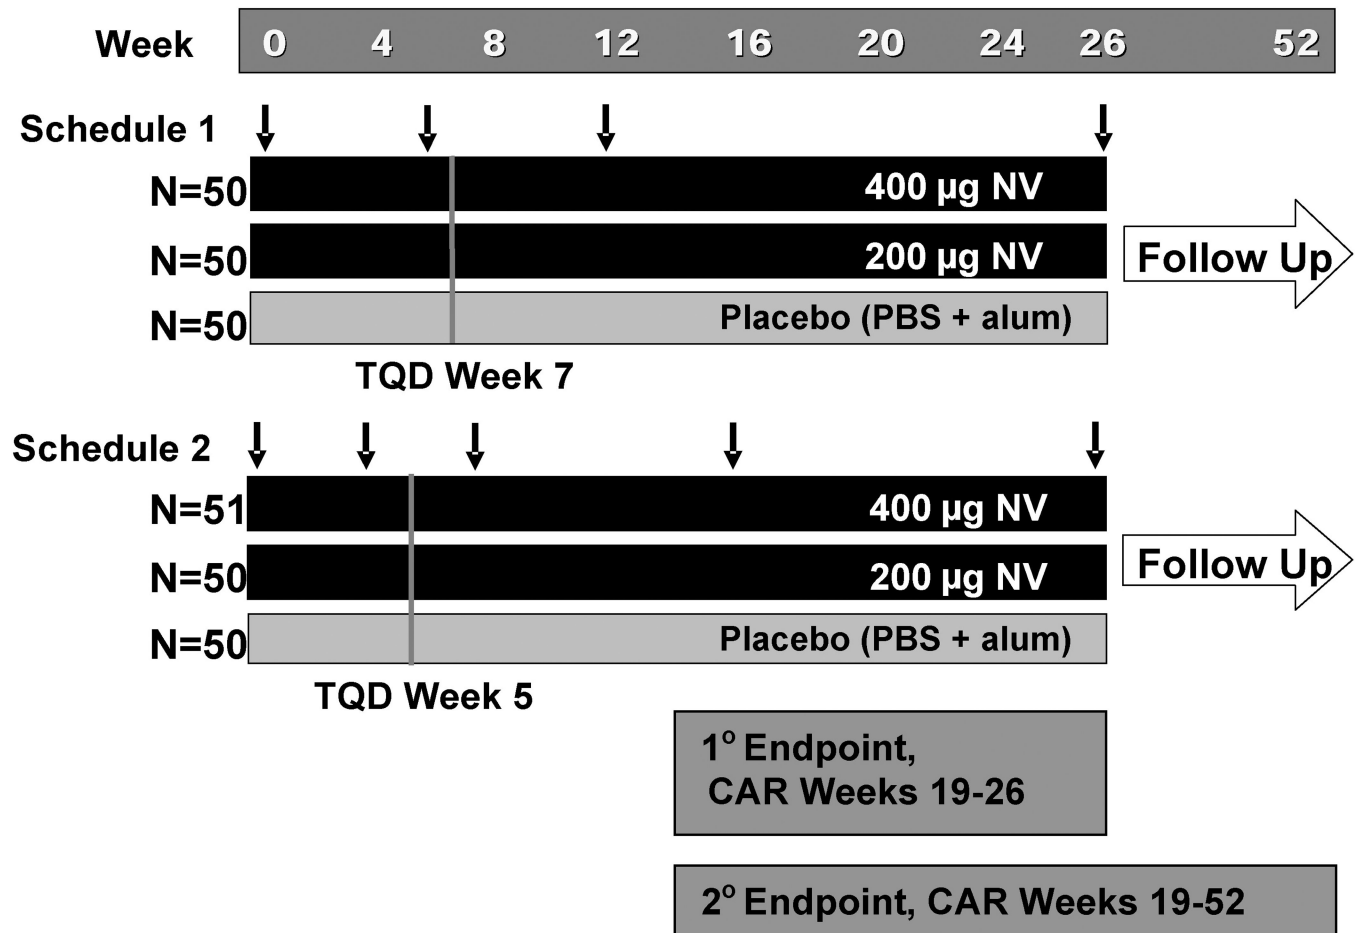 Week 0 4 8 12 16 20 24 26 52
Schedule 1
N=50 400 µg NV
N=50 200 µg NV
N=50 Placebo (PBS + alum)
Follow Up
TQD Week 7
Schedule 2
N=51 400 µg NV
N=50 200 µg NV
N=50 Placebo (PBS + alum)
Follow Up
TQD Week 5
1º Endpoint,
CAR Weeks 19-26
2º Endpoint, CAR Weeks 19-52